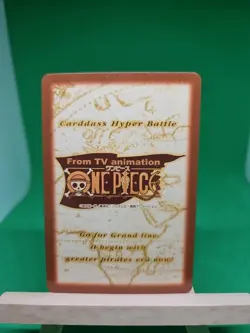 Carddass Hyper Battle
From TV animation
ワンピース
ONE PIECE
Go for Grand line
it begin with
greater pirates era now!